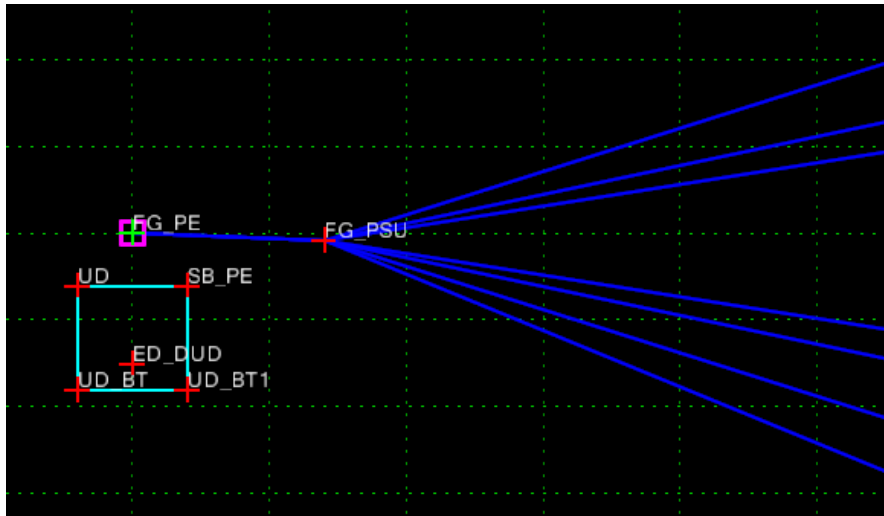 FG_PE
FG_PSU
UD
SB_PE
ED_DUD
UD_BT
UD_BT1